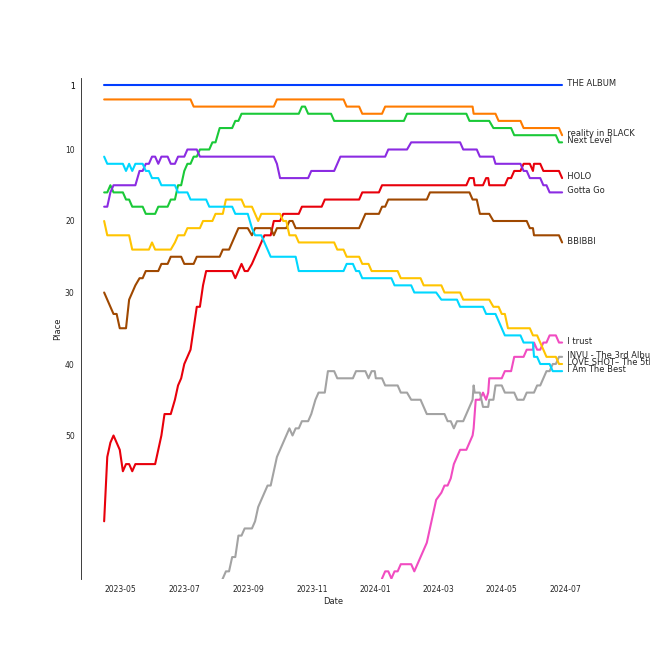 THE ALBUM
reality in BLACK
Next Level
HOLO
Gotta Go
BBIBBI
I trust
INVU - The 3rd Albu
LOVE SHOT– The 5th
I Am The Best
1
10
20
30
40
50
Place
2023-05
2023-07
2023-09
2023-11
2024-01
2024-03
2024-05
2024-07
Date